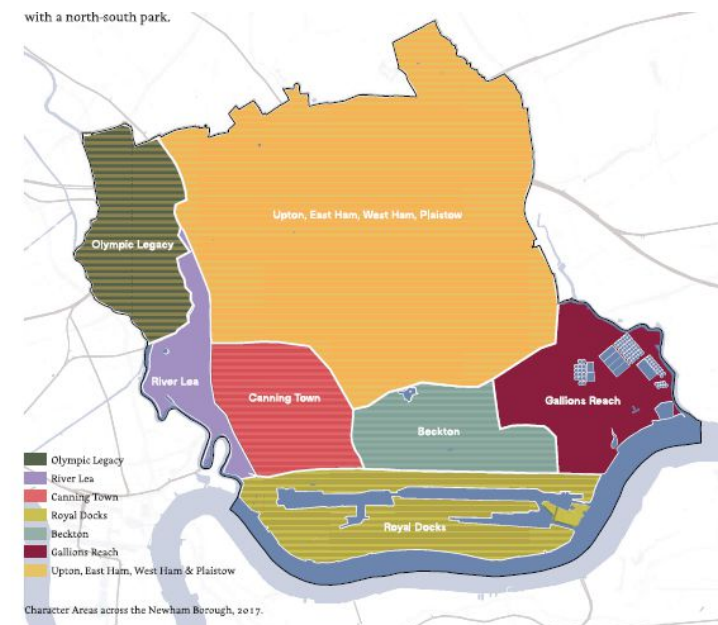 with a north-south park.
Upton, East Ham, West Ham, Plaistow
Olympic Legacy
River Lea
Canning Town
Gallions Reach
Beckton
Royal Docks
Olympic Legacy
River Lea
Canning Town
Royal Docks
Beckton
Gallions Reach
Upton, East Ham, West Ham & Plaistow
Character Areas across the Newham Borough, 2017.